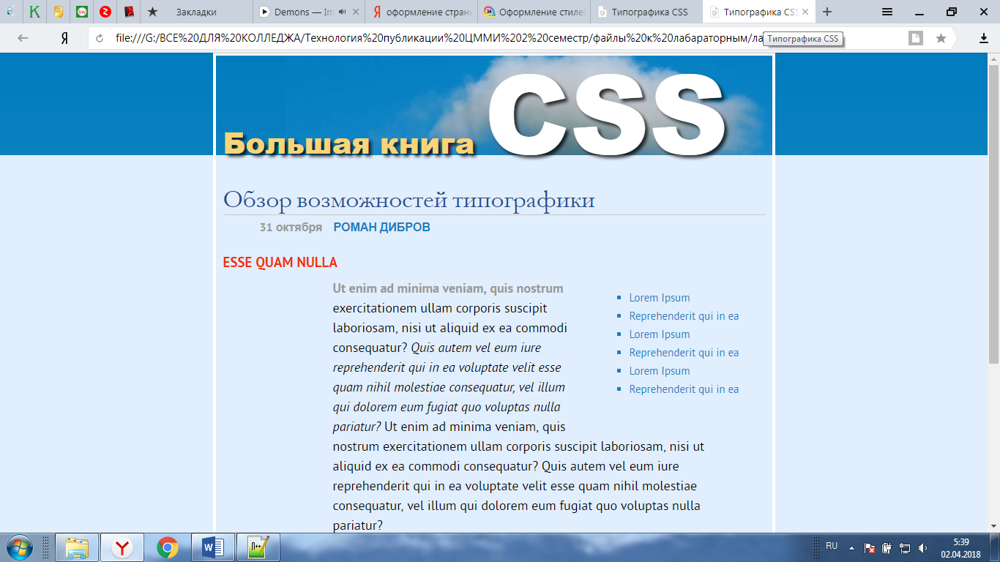 Закладки
Demons — Im
оформление стран
Оформление стиле
Типографика CSS
Типографика CSS
file:///G:/ВСЕ%20ДЛЯ%20КОЛЛЕДЖА/Технология%20публикации%20ЦММИ%202%20семестр/файлы%20к%20лабараторным/ла
Типографика CSS
Большая книга CSS
Обзор возможностей типографики
31 октября РОМАН ДИБРОВ
ESSE QUAM NULLA
Ut enim ad minima veniam, quis nostrum
exercitationem ullam corporis suscipit
laboriosam, nisi ut aliquid ex ea commodi
consequatur? Quis autem vel eum iure
reprehenderit qui in ea voluptate velit esse
quam nihil molestiae consequatur, vel illum
qui dolorem eum fugiat quo voluptas nulla
pariatur? Ut enim ad minima veniam, quis
nostrum exercitationem ullam corporis suscipit laboriosam, nisi ut
aliquid ex ea commodi consequatur? Quis autem vel eum iure
reprehenderit qui in ea voluptate velit esse quam nihil molestiae
consequatur, vel illum qui dolorem eum fugiat quo voluptas nulla
pariatur?
Lorem Ipsum
Reprehenderit qui in ea
Lorem Ipsum
Reprehenderit qui in ea
Lorem Ipsum
Reprehenderit qui in ea
RU
5:39
02.04.2018